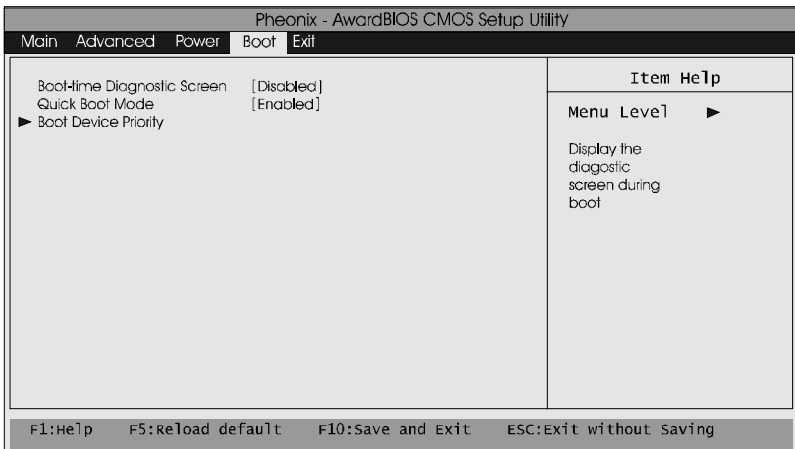 Pheonix - AwardBIOS CMOS Setup Utility
Main Advanced Power Boot Exit
Boot-time Diagnostic Screen [Disabled]
Quick Boot Mode [Enabled]
► Boot Device Priority
Item Help
Menu Level ►
Display the
diagostic
screen during
boot
F1:Help F5:Reload default F10:Save and Exit ESC:Exit without Saving